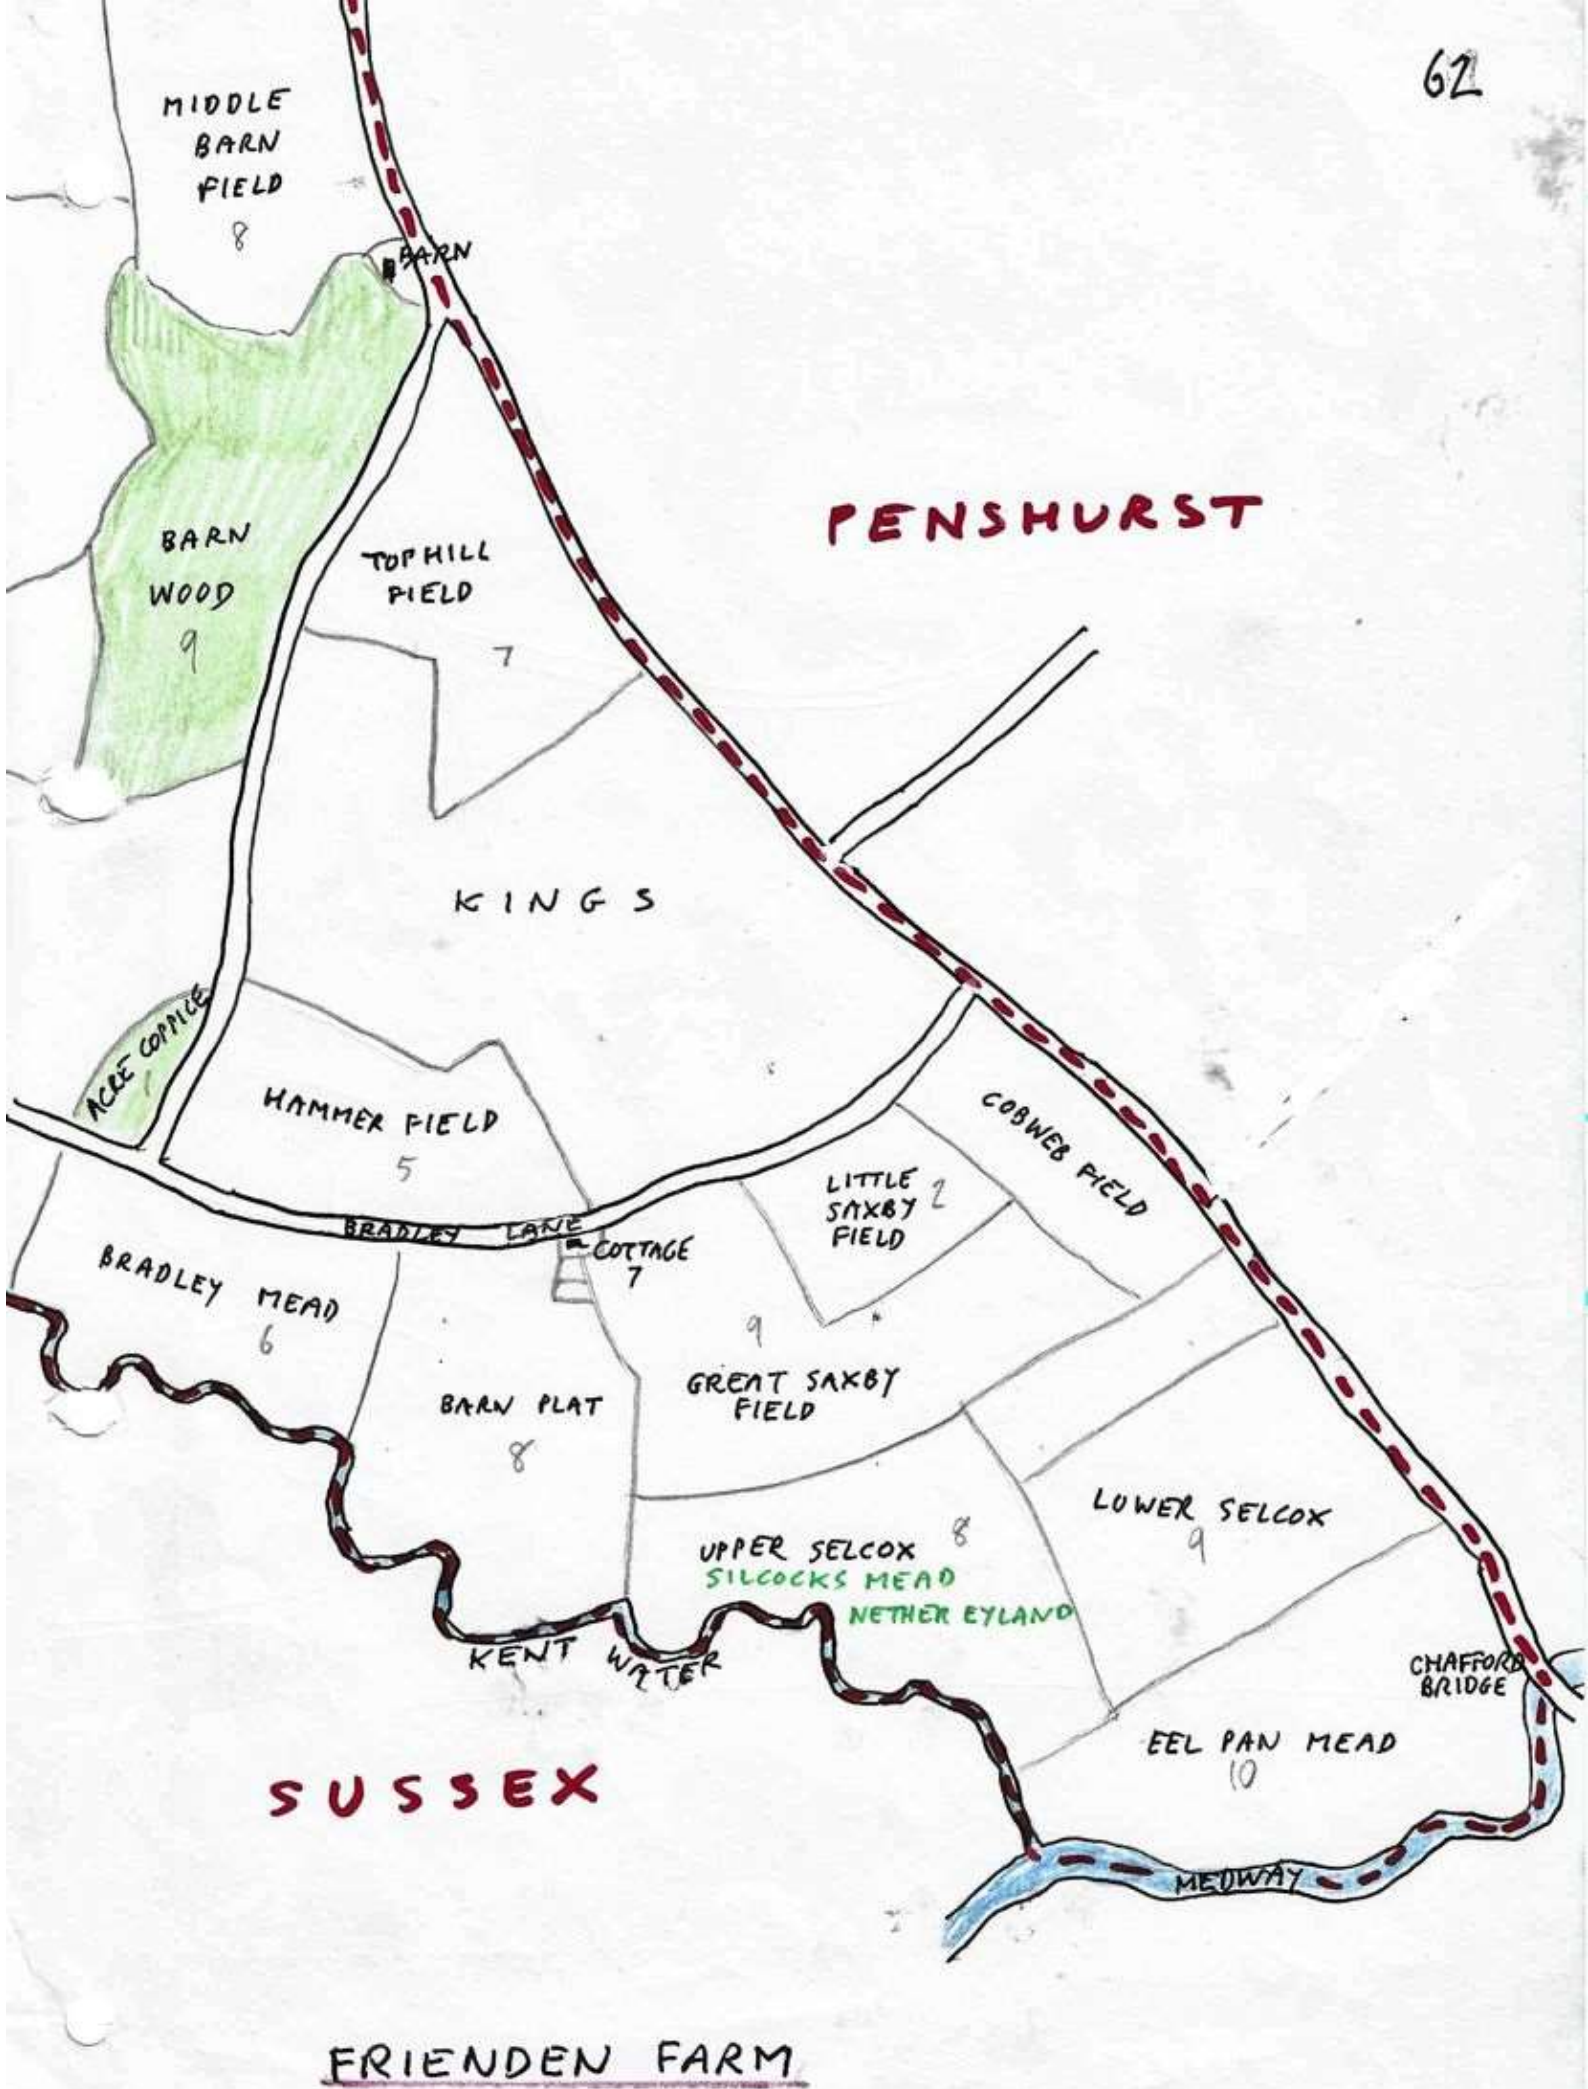 62
MIDDLE
BARN
FIELD
8
BARN
PENSHURST
BARN
WOOD
9
TOPHILL
FIELD
7
KINGS
ACRE COPPICE
HAMMER FIELD
5
COBWEB FIELD
LITTLE 2
SAXBY
FIELD
BRADLEY LANE
COTTAGE
7
BRADLEY MEAD
6
9
GREAT SAXBY
FIELD
BARN PLAT
8
LOWER SELCOX
9
UPPER SELCOX 8
SILCOCKS MEAD
NETHER EYLAND
KENT WATER
CHAFFORD
BRIDGE
EEL PAN MEAD
10
SUSSEX
MEDWAY
FRIENDEN FARM